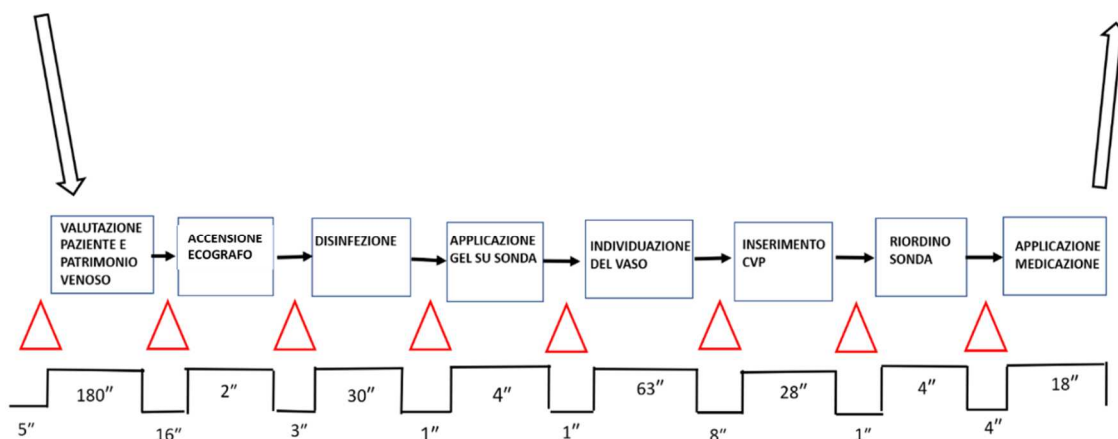 VALUTAZIONE
PAZIENTE E
PATRIMONIO
VENOSO
ACCENSIONE
ECOGRAFO
DISINFEZIONE
APPLICAZIONE
GEL SU SONDA
INDIVIDUAZIONE
DEL VASO
INSERIMENTO
CVP
RIORDINO
SONDA
APPLICAZIONE
MEDICAZIONE
180” 2” 30” 4” 63” 28” 4” 18”
5” 16” 3” 1” 1” 8” 1” 4”